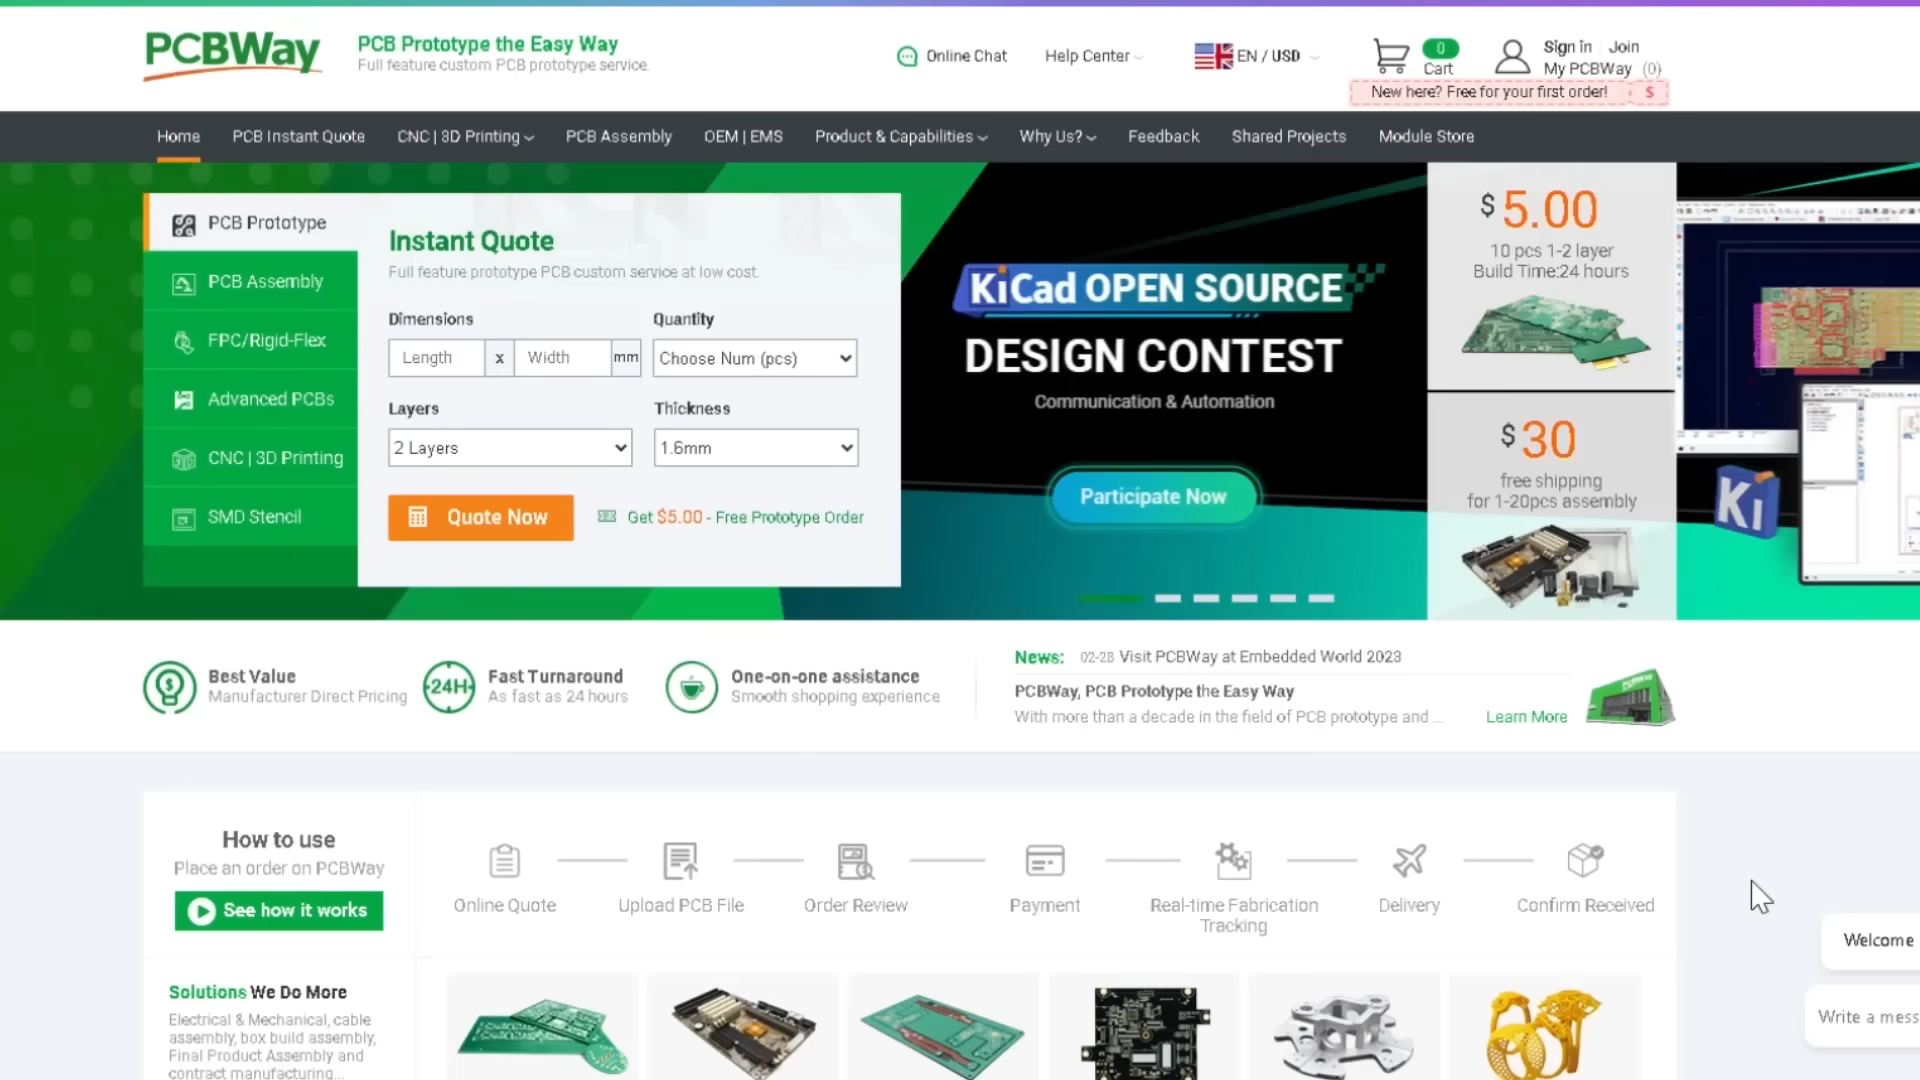 PCBWay
PCB Prototype the Easy Way
Full feature custom PCB prototype service.
Online Chat
Help Center
EN / USD
0
Cart
Sign in
Join
My PCBWay (0)
New here? Free for your first order!
$
Home
PCB Instant Quote
CNC | 3D Printing
PCB Assembly
OEM | EMS
Product & Capabilities
Why Us?
Feedback
Shared Projects
Module Store
PCB Prototype
PCB Assembly
FPC/Rigid-Flex
Advanced PCBs
CNC | 3D Printing
SMD Stencil
Instant Quote
Full feature prototype PCB custom service at low cost.
Dimensions
Quantity
Length
x
Width
mm
Choose Num (pcs)
Layers
Thickness
2 Layers
1.6mm
Quote Now
Get $5.00 - Free Prototype Order
KiCad OPEN SOURCE
DESIGN CONTEST
Communication & Automation
Participate Now
$ 5.00
10 pcs 1-2 layer
Build Time:24 hours
$ 30
free shipping
for 1-20pcs assembly
Ki
Best Value
Manufacturer Direct Pricing
24H
Fast Turnaround
As fast as 24 hours
One-on-one assistance
Smooth shopping experience
News: 02-28 Visit PCBWay at Embedded World 2023
PCBWay, PCB Prototype the Easy Way
With more than a decade in the field of PCB prototype and ...
Learn More
How to use
Place an order on PCBWay
See how it works
Online Quote
Upload PCB File
Order Review
Payment
Real-time Fabrication
Tracking
Delivery
Confirm Received
Welcome
Write a mess
Solutions We Do More
Electrical & Mechanical, cable
assembly, box build assembly,
Final Product Assembly and
contract manufacturing...